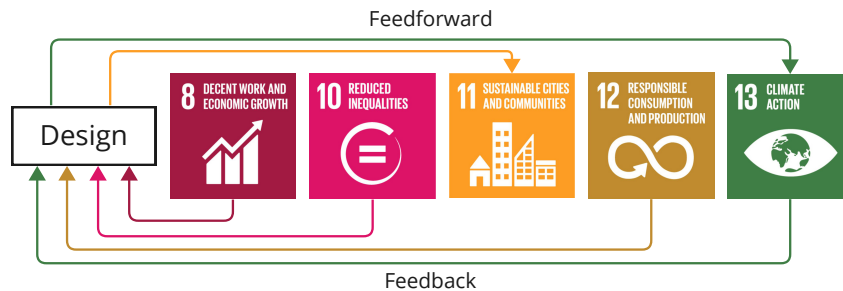 Feedforward
Design
8 DECENT WORK AND
ECONOMIC GROWTH
10 REDUCED
INEQUALITIES
11 SUSTAINABLE CITIES
AND COMMUNITIES
12 RESPONSIBLE
CONSUMPTION
AND PRODUCTION
13 CLIMATE
ACTION
Feedback